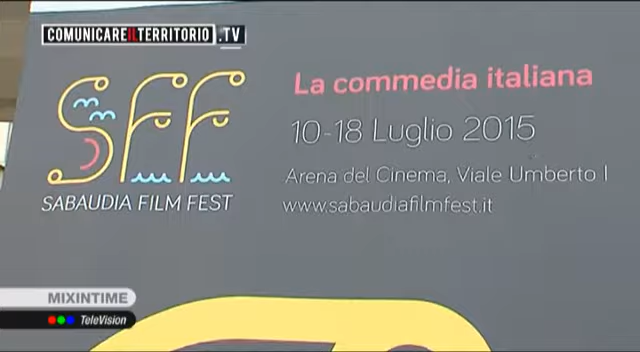 COMUNICAREILTERRITORIO.TV
SFF
SABAUDIA FILM FEST
La commedia italiana
10-18 Luglio 2015
Arena del Cinema, Viale Umberto I
www.sabaudiafilmfest.it
MIXINTIME
TeleVision